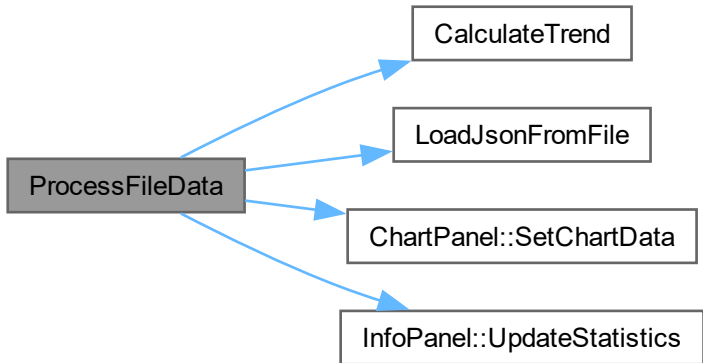 CalculateTrend
LoadJsonFromFile
ProcessFileData
ChartPanel::SetChartData
InfoPanel::UpdateStatistics